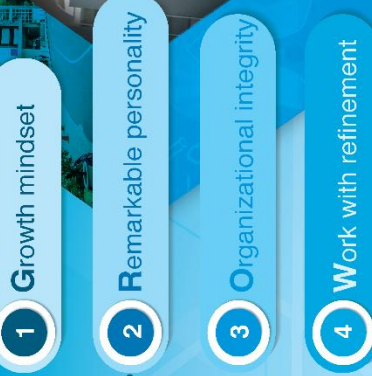 1 Growth mindset
2 Remarkable personality
3 Organizational integrity
4 Work with refinement